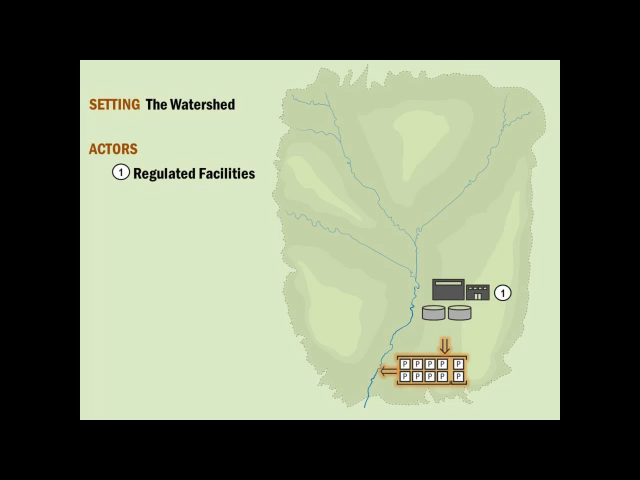 SETTING The Watershed
ACTORS
1 Regulated Facilities
1
P P P P P
P P P P P